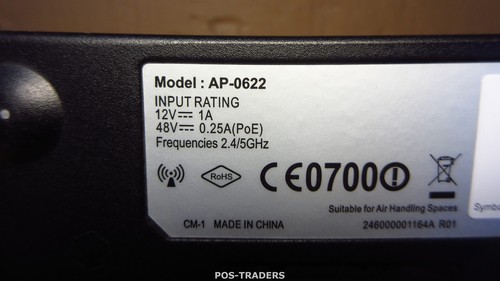 Model : AP-0622
INPUT RATING
12V⎓ 1A
48V⎓ 0.25A(PoE)
Frequencies 2.4/5GHz
RoHS
CE0700
Suitable for Air Handling Spaces
CM-1 MADE IN CHINA 246000001164A R01
Symbo
POS-TRADERS